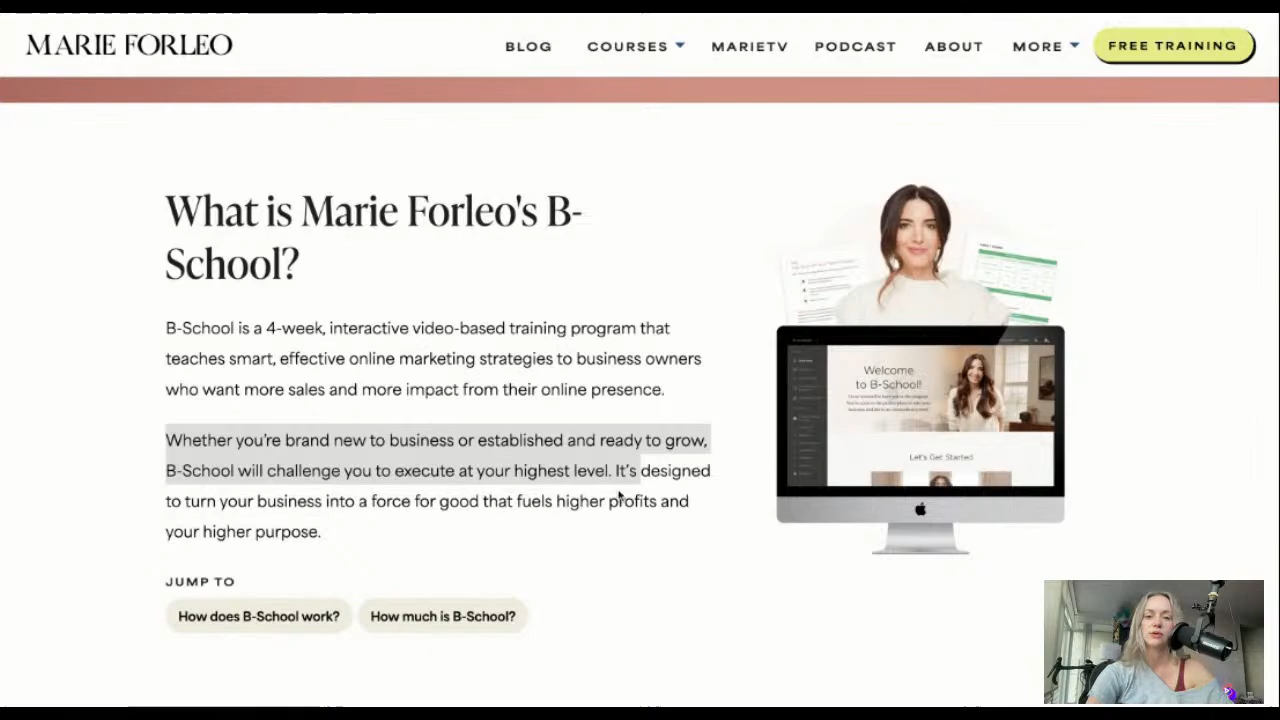 MARIE FORLEO
BLOG
COURSES
MARIETV
PODCAST
ABOUT
MORE
FREE TRAINING
What is Marie Forleo's B-
School?
B-School is a 4-week, interactive video-based training program that
teaches smart, effective online marketing strategies to business owners
who want more sales and more impact from their online presence.
Whether you're brand new to business or established and ready to grow,
B-School will challenge you to execute at your highest level. It's designed
to turn your business into a force for good that fuels higher profits and
your higher purpose.
JUMP TO
How does B-School work?
How much is B-School?
Welcome
to B-School!
Let's Get Started